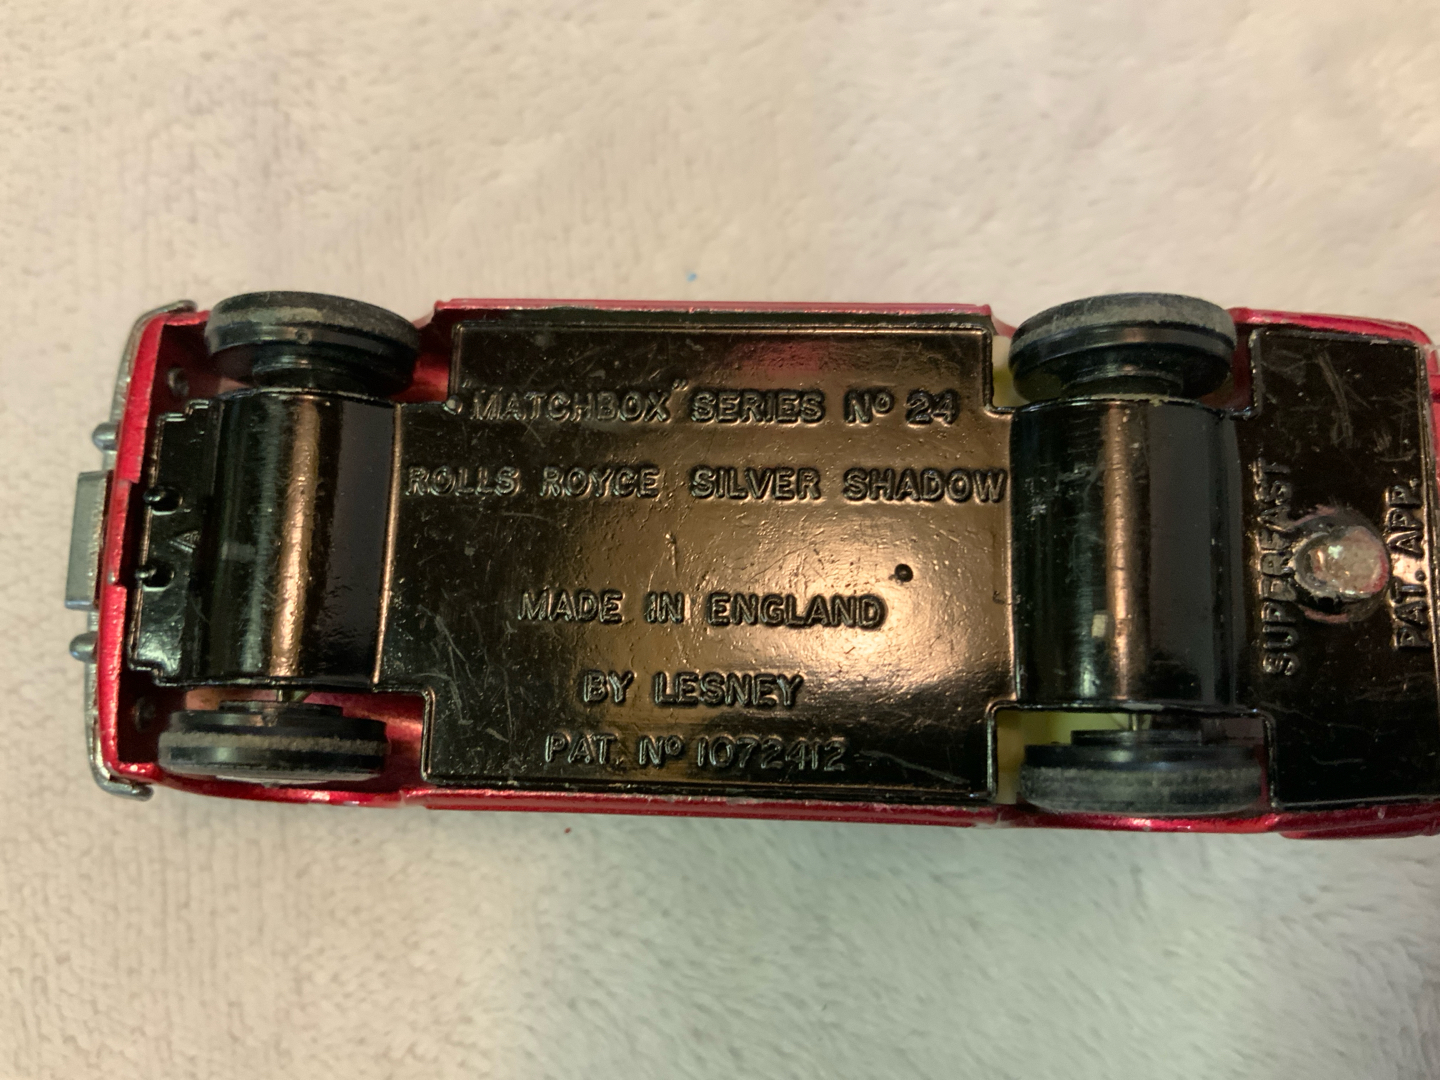 "MATCHBOX" SERIES Nº 24
ROLLS ROYCE SILVER SHADOW
MADE IN ENGLAND
BY LESNEY
PAT. Nº 1072412
SUPERFAST
PAT. APP.